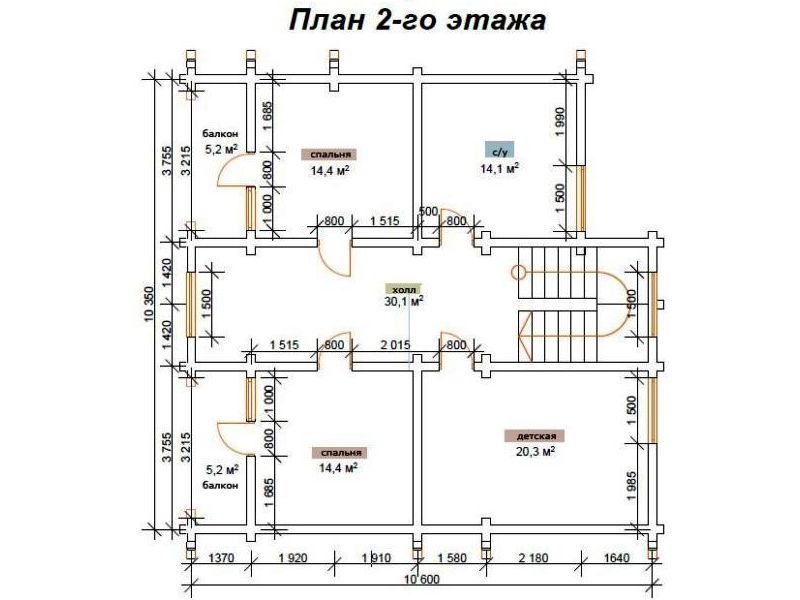 План 2-го этажа
балкон
5,2 м²
спальня
14,4 м²
с/у
14,1 м²
1 685
800
1 000
3 755
3 215
1 990
1 500
800
1 515
500
800
1 420
1 500
10 350
1 420
холл
30,1 м²
1 500
1 515
800
2 015
800
3 755
3 215
1 000
800
1 685
5,2 м²
балкон
спальня
14,4 м²
детская
20,3 м²
1 500
1 985
1370
1 920
1 910
1 580
2 180
1640
10 600